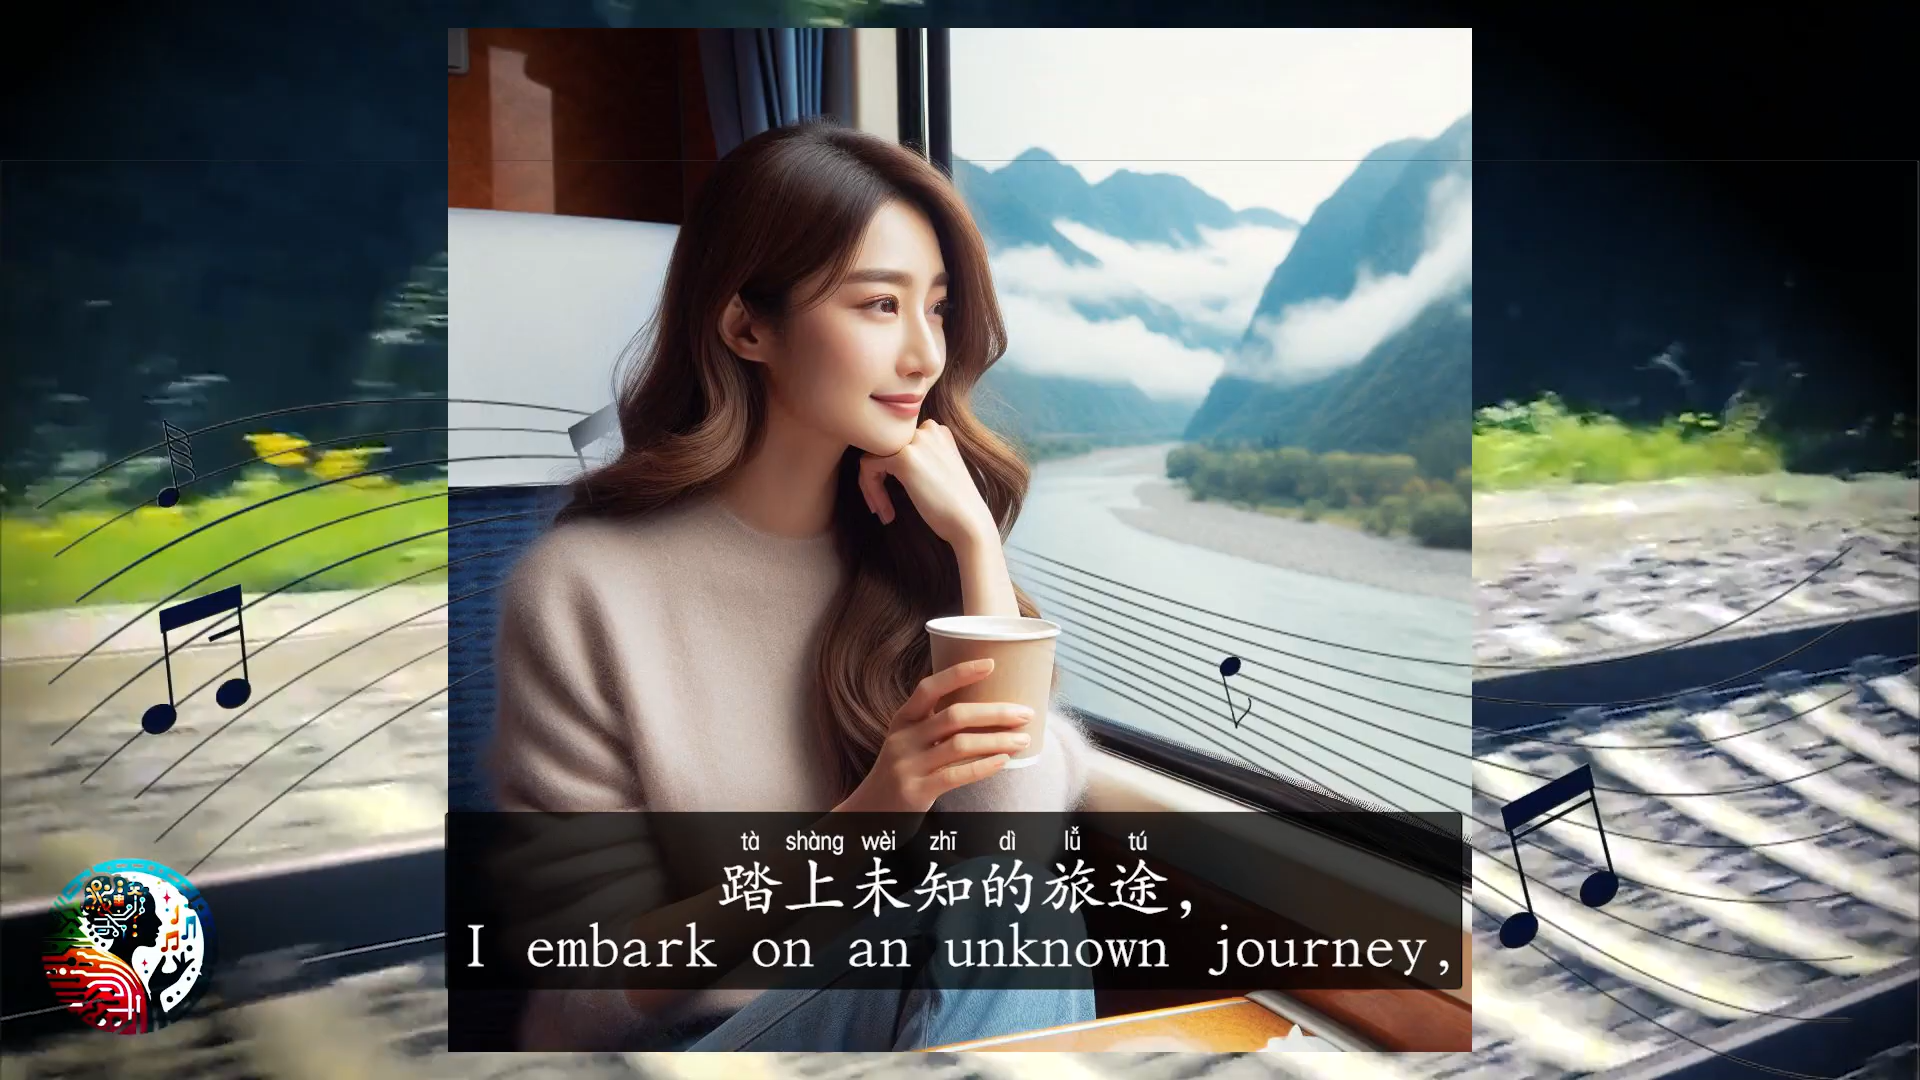 tà shàng wèi zhī dì lǚ tú
踏上未知的旅途，
I embark on an unknown journey,